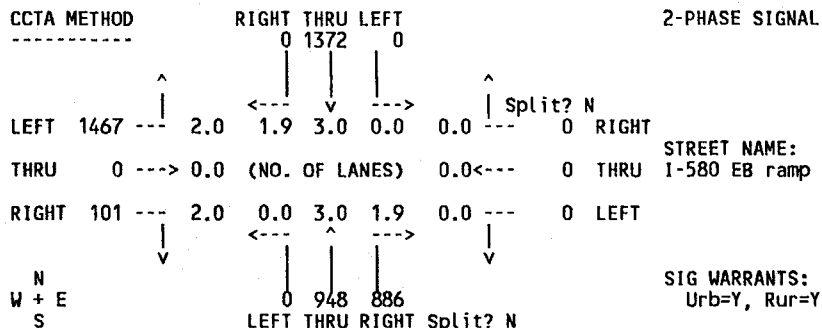 CCTA METHOD RIGHT THRU LEFT 2-PHASE SIGNAL
----------- 0 1372 0
^ ^
<--- v ---> Split? N
LEFT 1467 --- 2.0 1.9 3.0 0.0 0.0 --- 0 RIGHT
STREET NAME:
THRU 0 ---> 0.0 (NO. OF LANES) 0.0<--- 0 THRU I-580 EB ramp
RIGHT 101 --- 2.0 0.0 3.0 1.9 0.0 --- 0 LEFT
<--- ^ --->
v v
N SIG WARRANTS:
W + E 0 948 886 Urb=Y, Rur=Y
S LEFT THRU RIGHT Split? N